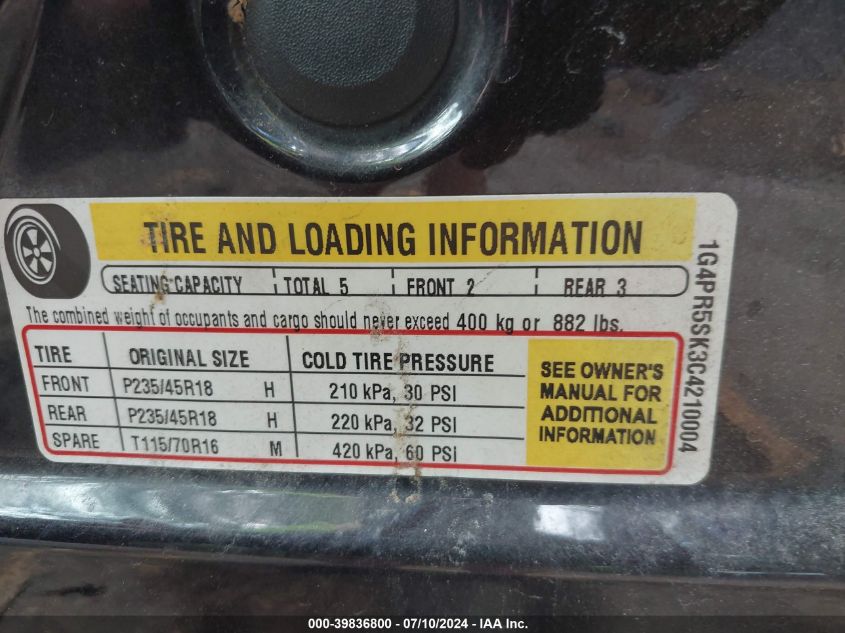 TIRE AND LOADING INFORMATION
SEATING CAPACITY TOTAL 5 FRONT 2 REAR 3
The combined weight of occupants and cargo should never exceed 400 kg or 882 lbs.
TIRE ORIGINAL SIZE COLD TIRE PRESSURE
FRONT P235/45R18 H 210 kPa, 30 PSI
REAR P235/45R18 H 220 kPa, 32 PSI
SPARE T115/70R16 M 420 kPa, 60 PSI
SEE OWNER'S
MANUAL FOR
ADDITIONAL
INFORMATION
1G4PR5SK3C4210004
000-39836800 - 07/10/2024 - IAA Inc.